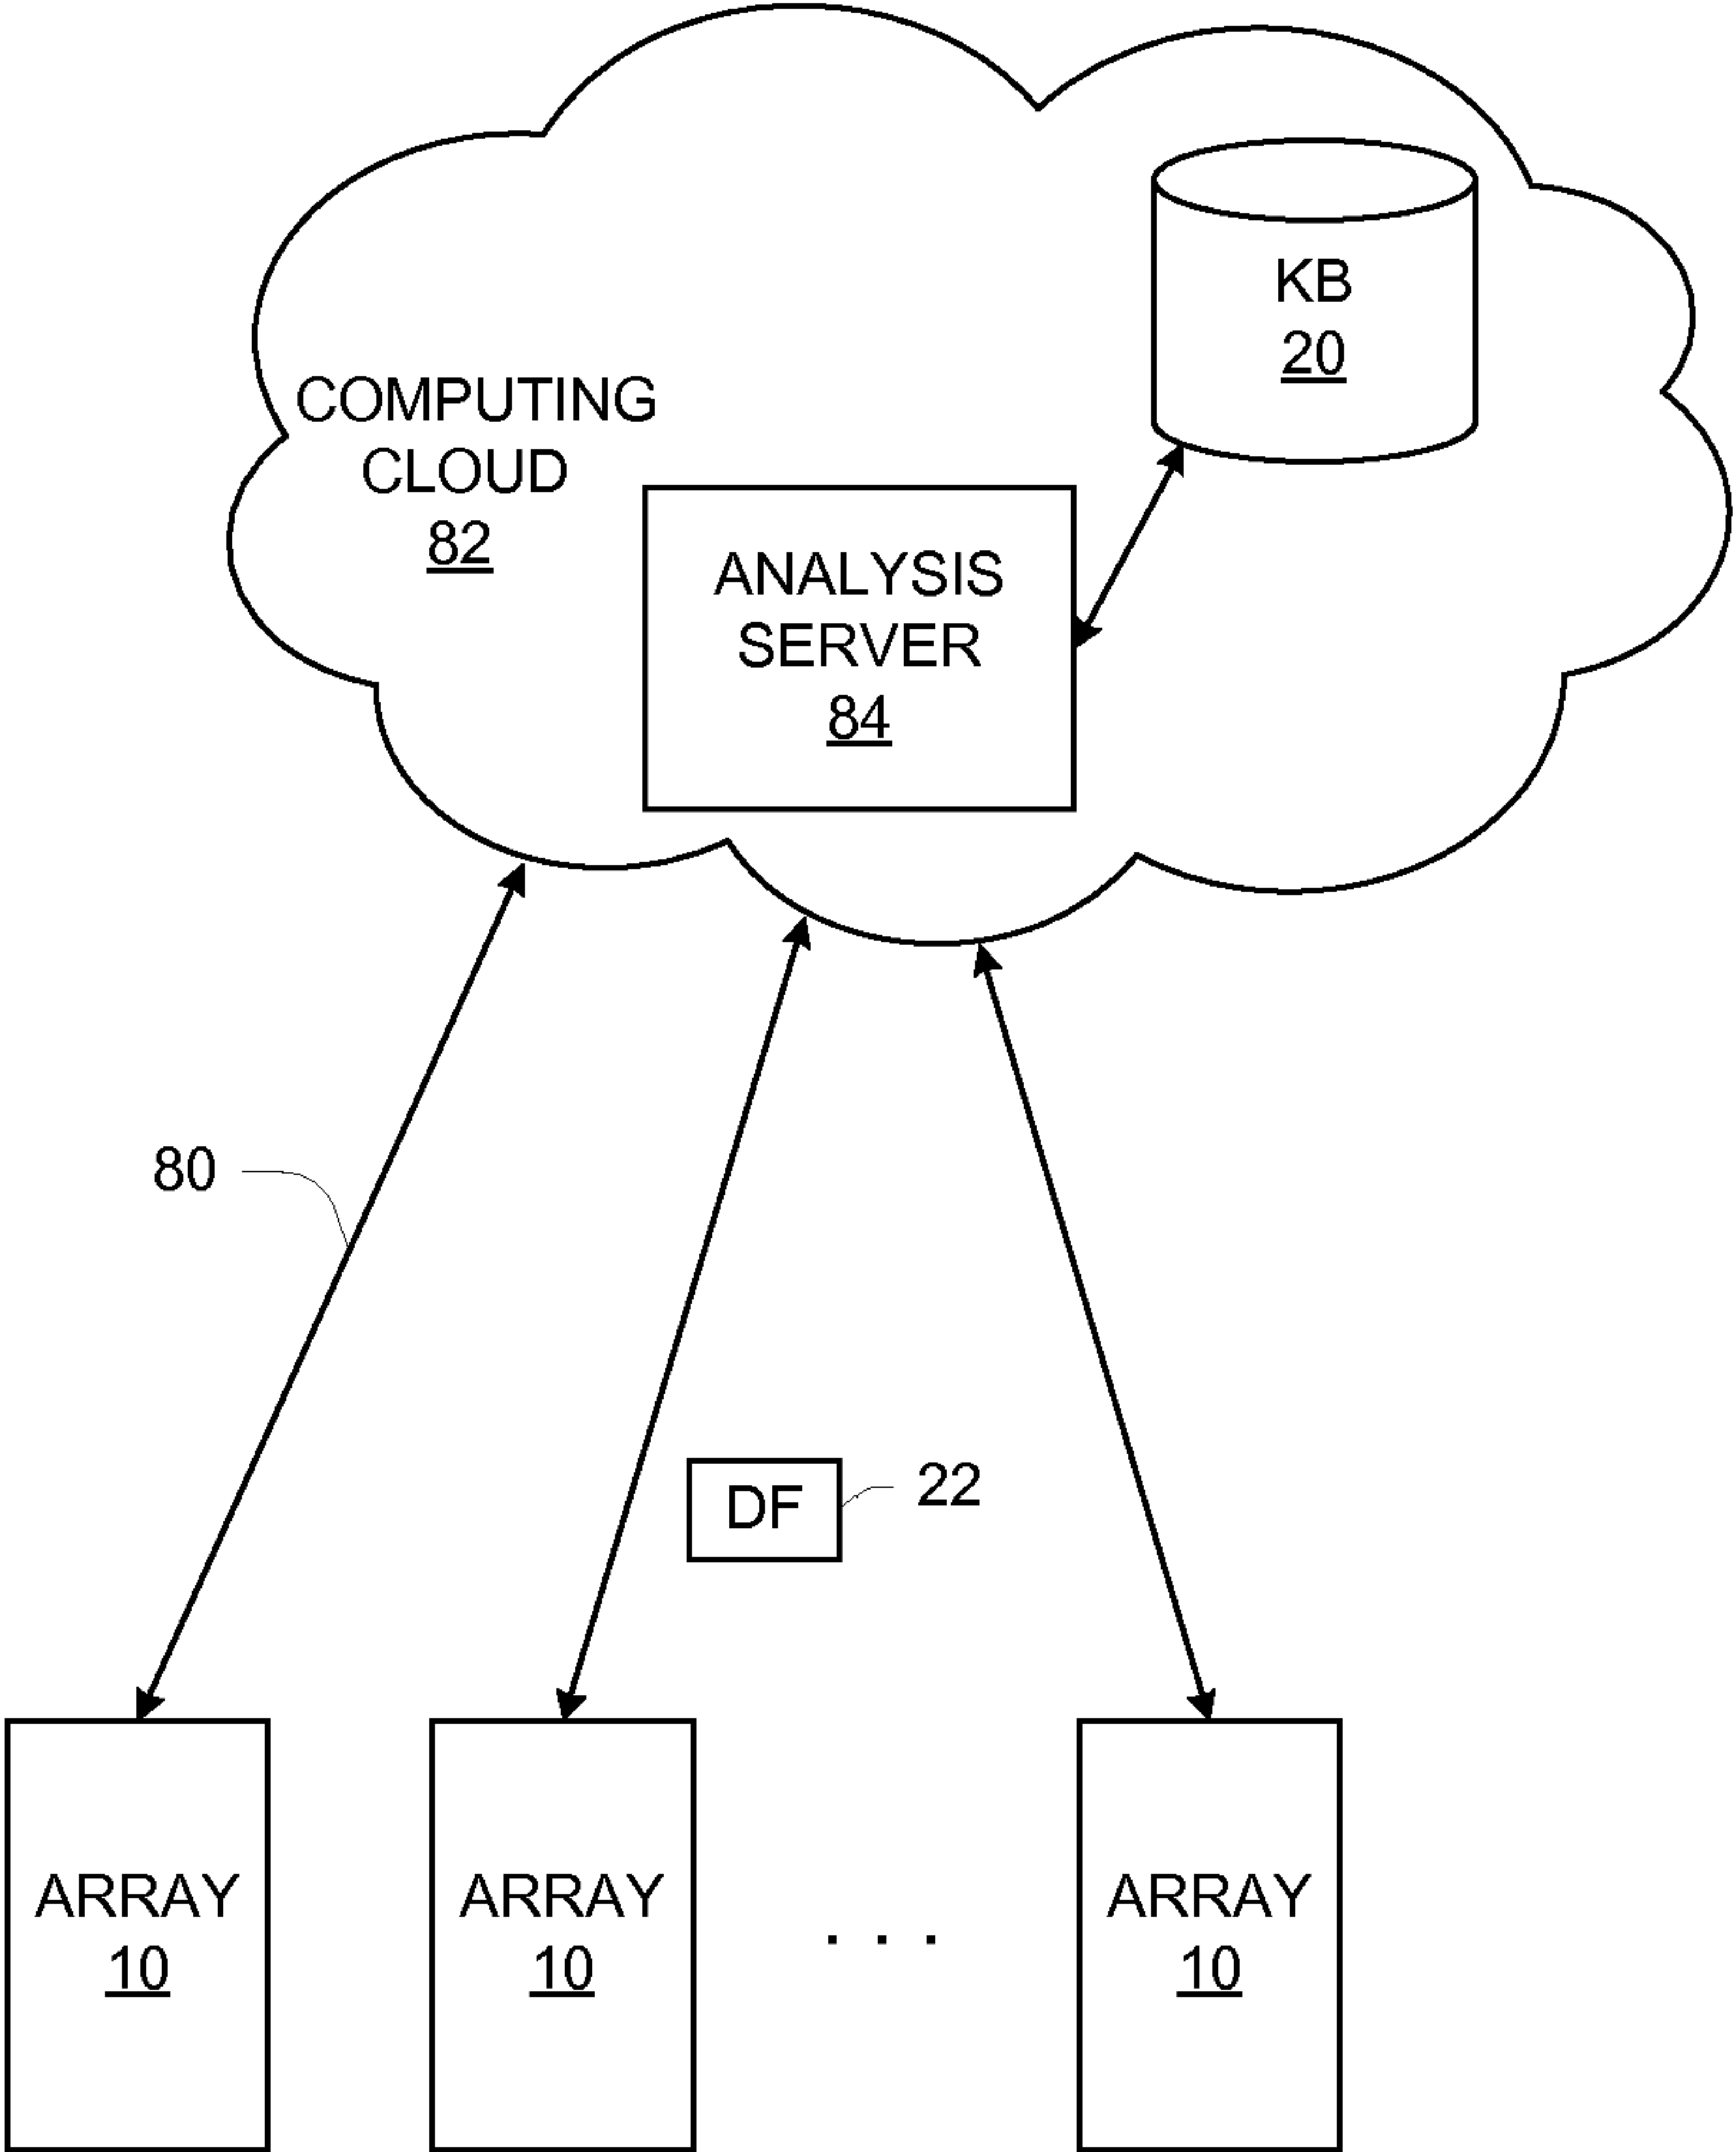 KB
20
COMPUTING
CLOUD
82
ANALYSIS
SERVER
84
80
DF
22
ARRAY
10
ARRAY
10
. . .
ARRAY
10